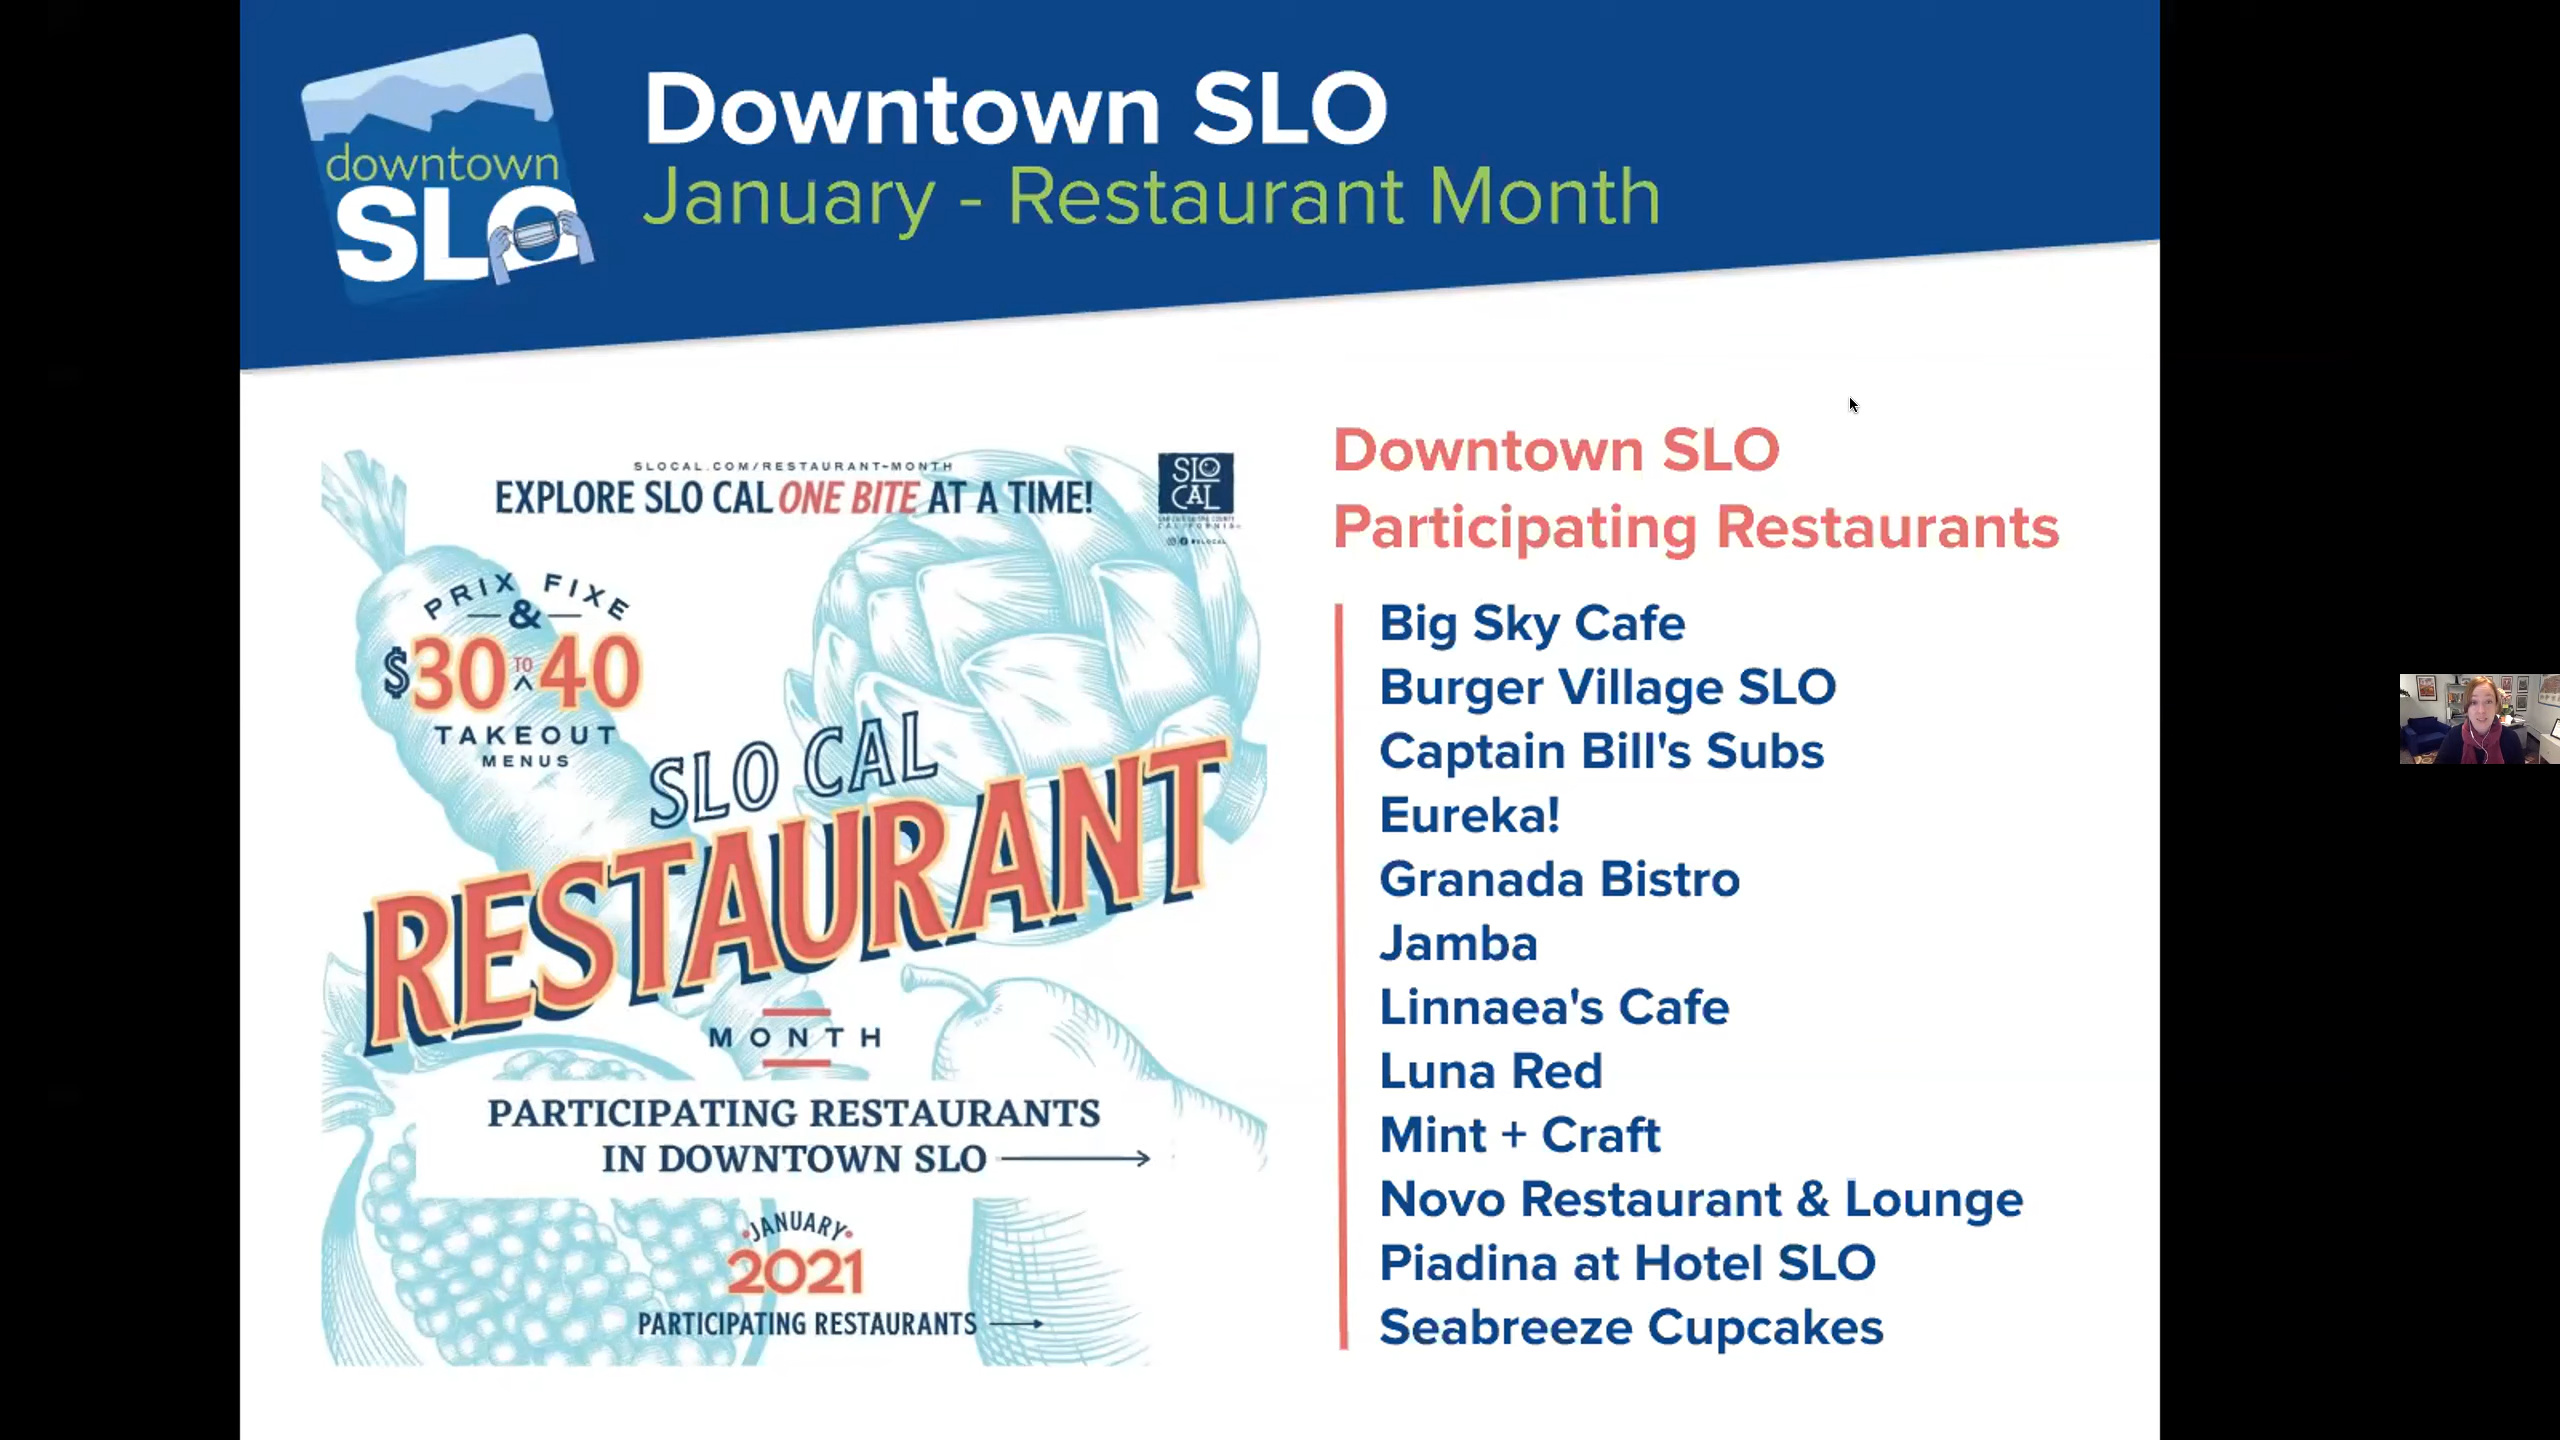 downtown
SLO
Downtown SLO
January - Restaurant Month
SLOCAL.COM/RESTAURANT-MONTH
EXPLORE SLO CAL ONE BITE AT A TIME!
SLO
CAL
PRIX FIXE
&
$30 TO 40
TAKEOUT
MENUS
SLO CAL
RESTAURANT
MONTH
PARTICIPATING RESTAURANTS
IN DOWNTOWN SLO
JANUARY
2021
PARTICIPATING RESTAURANTS
Downtown SLO
Participating Restaurants
Big Sky Cafe
Burger Village SLO
Captain Bill's Subs
Eureka!
Granada Bistro
Jamba
Linnaea's Cafe
Luna Red
Mint + Craft
Novo Restaurant & Lounge
Piadina at Hotel SLO
Seabreeze Cupcakes